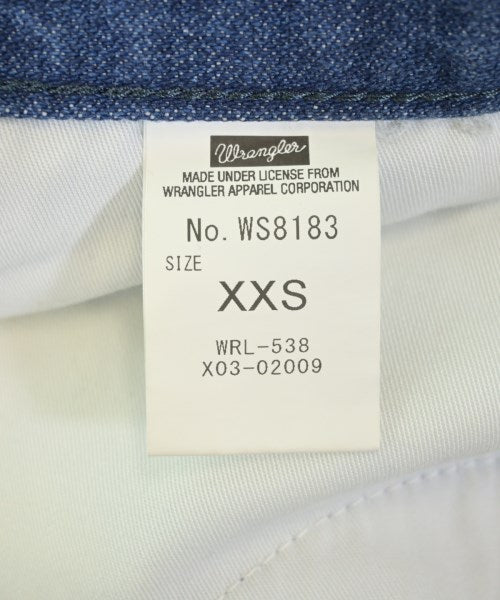 Wrangler
MADE UNDER LICENSE FROM
WRANGLER APPAREL CORPORATION
No. WS8183
SIZE
XXS
WRL-538
X03-02009